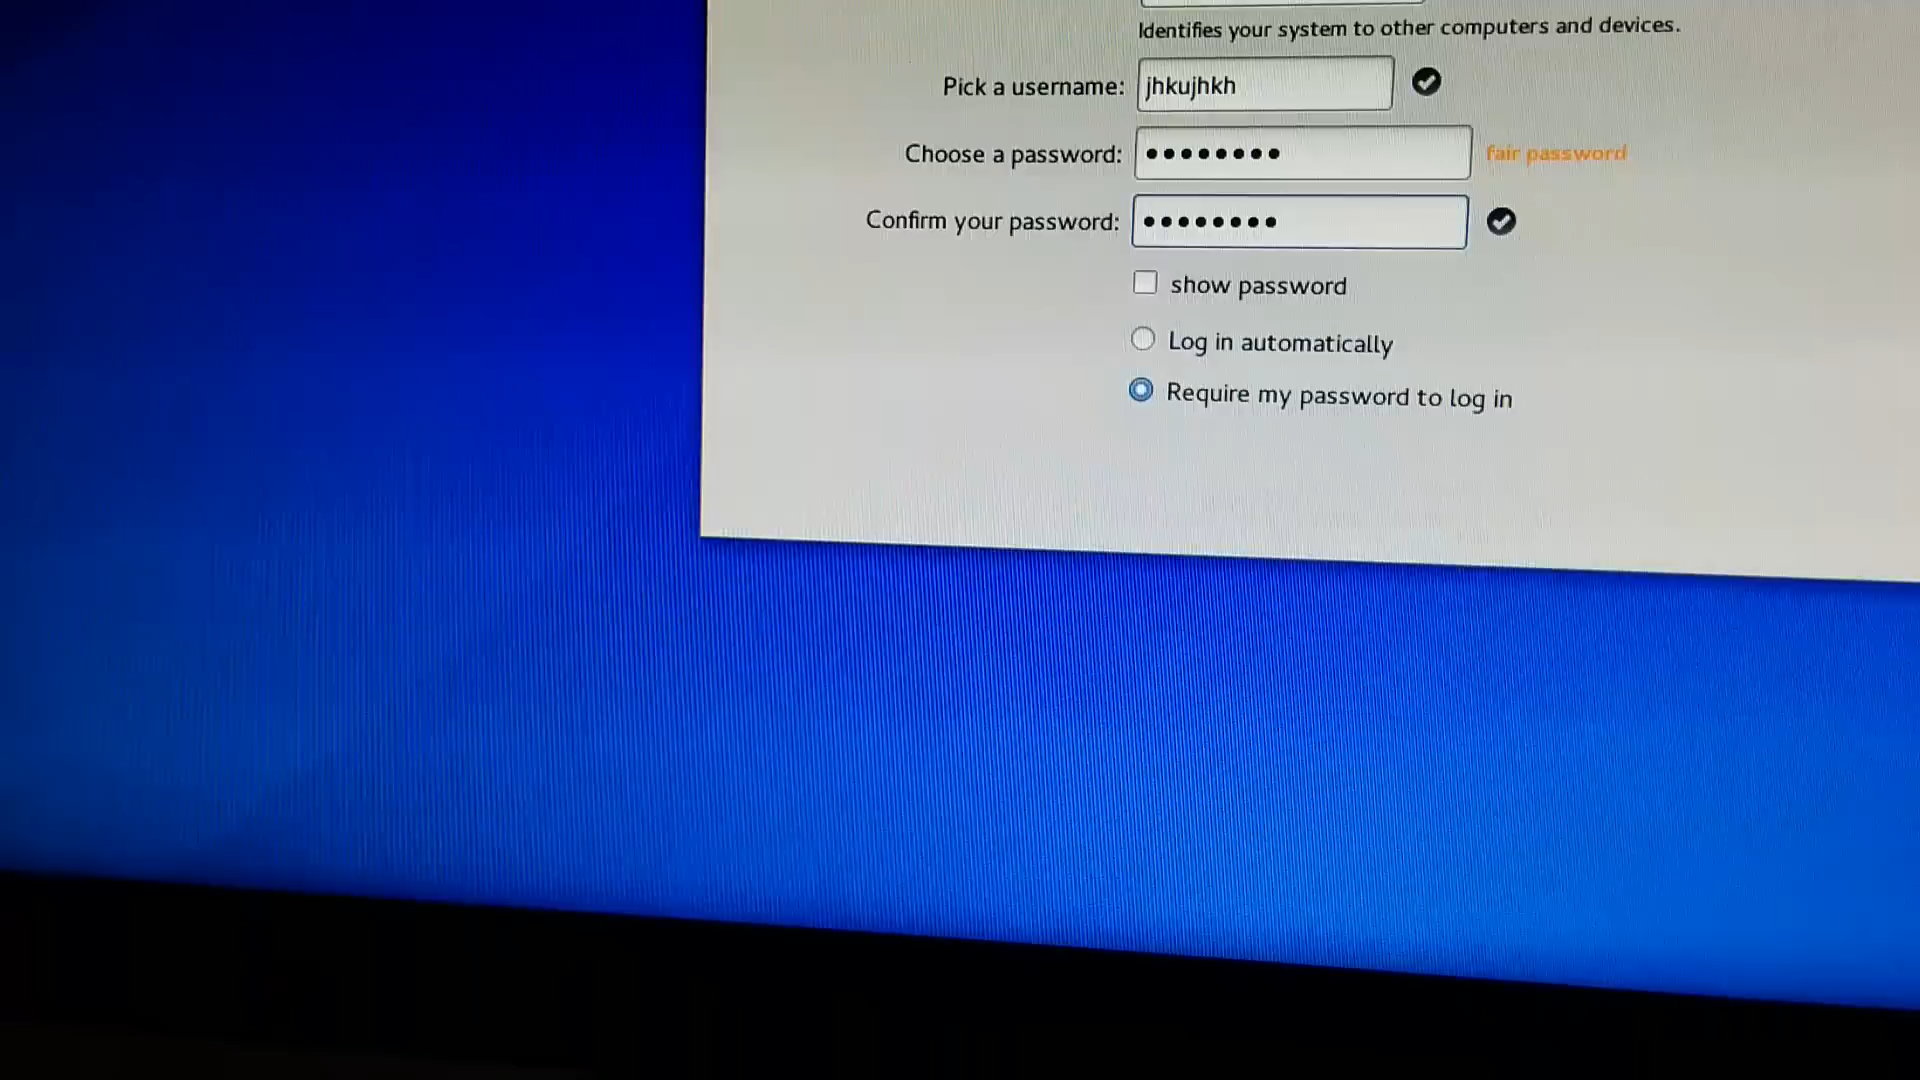 Identifies your system to other computers and devices.
Pick a username: jhkujhkh
Choose a password: •••••••• fair password
Confirm your password: ••••••••
show password
Log in automatically
Require my password to log in